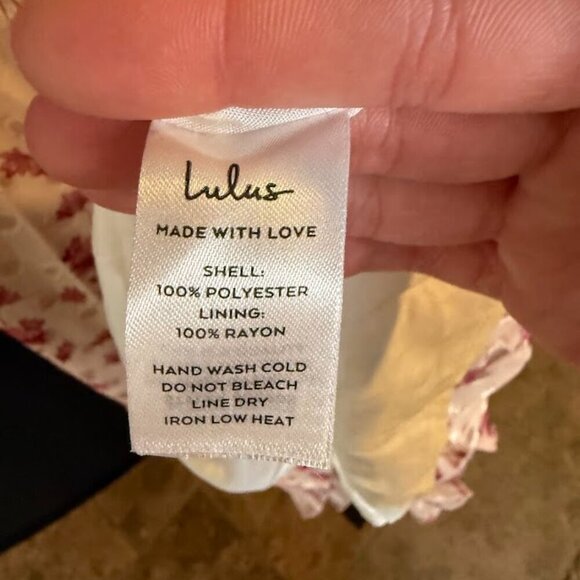 Lulus
MADE WITH LOVE
SHELL:
100% POLYESTER
LINING:
100% RAYON
HAND WASH COLD
DO NOT BLEACH
LINE DRY
IRON LOW HEAT